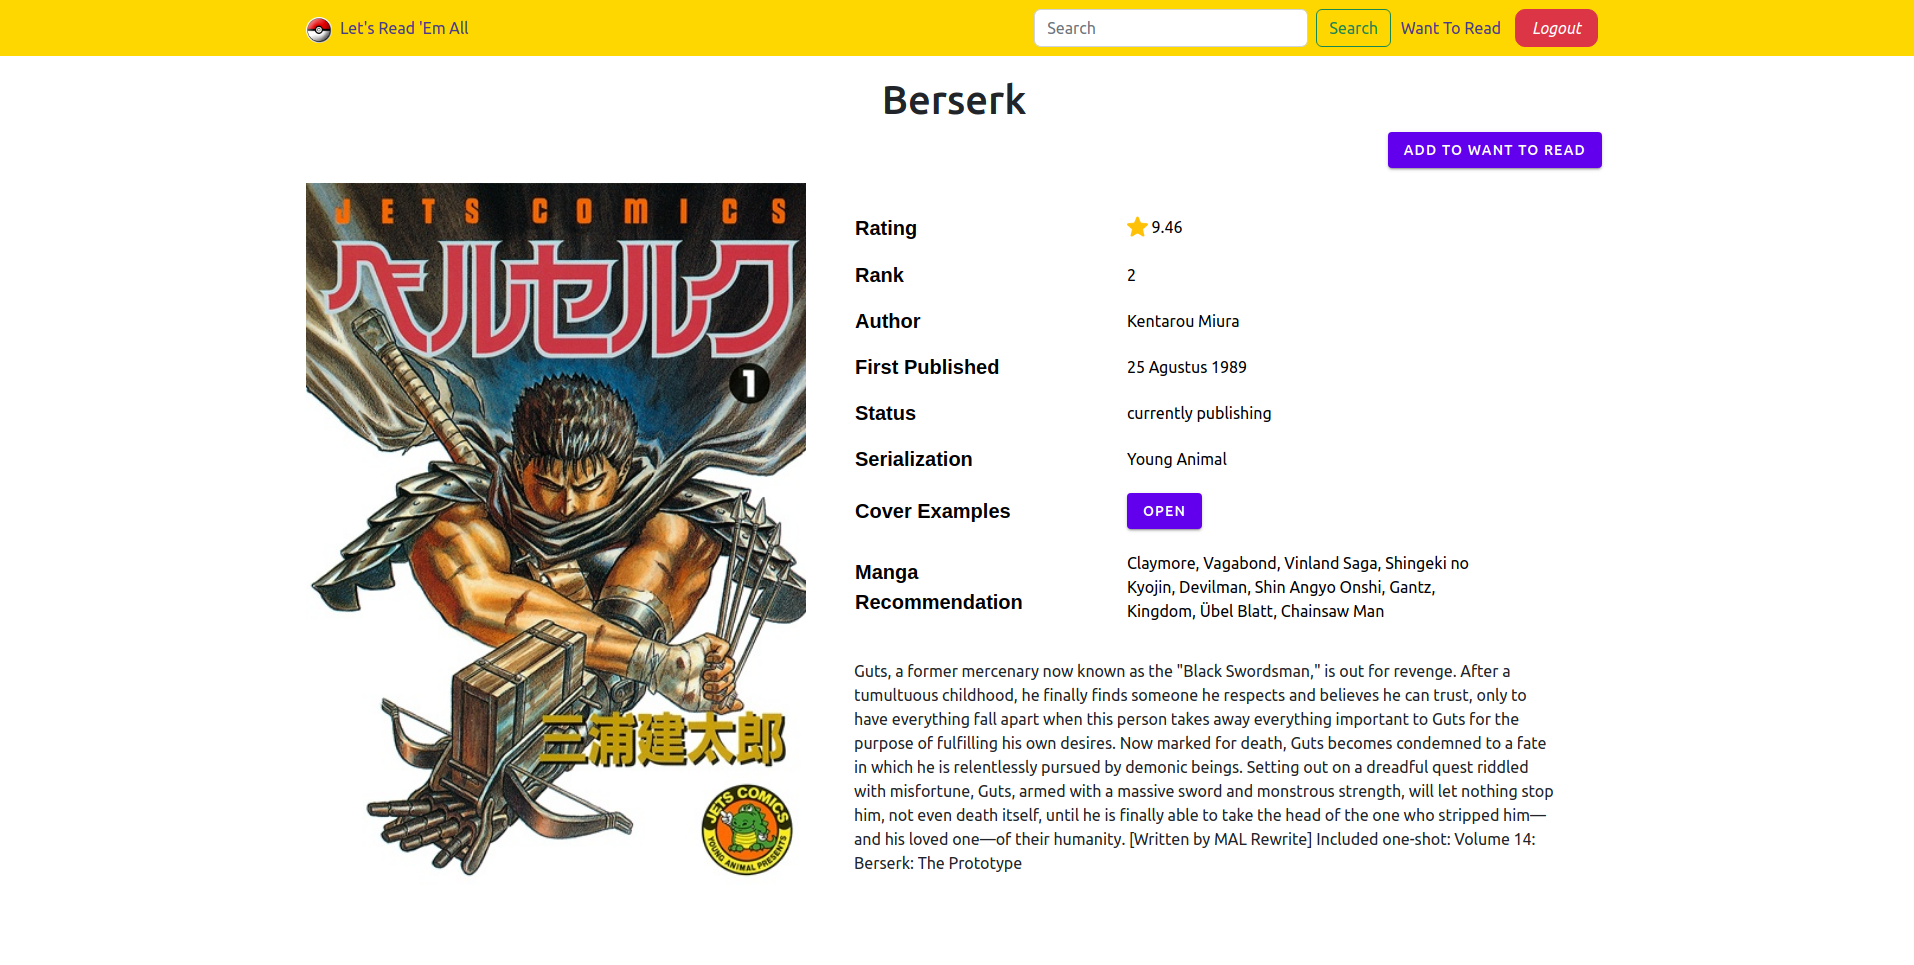 Let's Read 'Em All
Search
Search
Want To Read
Logout
Berserk
ADD TO WANT TO READ
JETS COMICS
ベルセルク
1
三浦建太郎
JETS COMICS
YOUNG ANIMAL PRESENTS
Rating
9.46
Rank
2
Author
Kentarou Miura
First Published
25 Agustus 1989
Status
currently publishing
Serialization
Young Animal
Cover Examples
OPEN
Manga
Recommendation
Claymore, Vagabond, Vinland Saga, Shingeki no
Kyojin, Devilman, Shin Angyo Onshi, Gantz,
Kingdom, Übel Blatt, Chainsaw Man
Guts, a former mercenary now known as the "Black Swordsman," is out for revenge. After a
tumultuous childhood, he finally finds someone he respects and believes he can trust, only to
have everything fall apart when this person takes away everything important to Guts for the
purpose of fulfilling his own desires. Now marked for death, Guts becomes condemned to a fate
in which he is relentlessly pursued by demonic beings. Setting out on a dreadful quest riddled
with misfortune, Guts, armed with a massive sword and monstrous strength, will let nothing stop
him, not even death itself, until he is finally able to take the head of the one who stripped him—
and his loved one—of their humanity. [Written by MAL Rewrite] Included one-shot: Volume 14:
Berserk: The Prototype